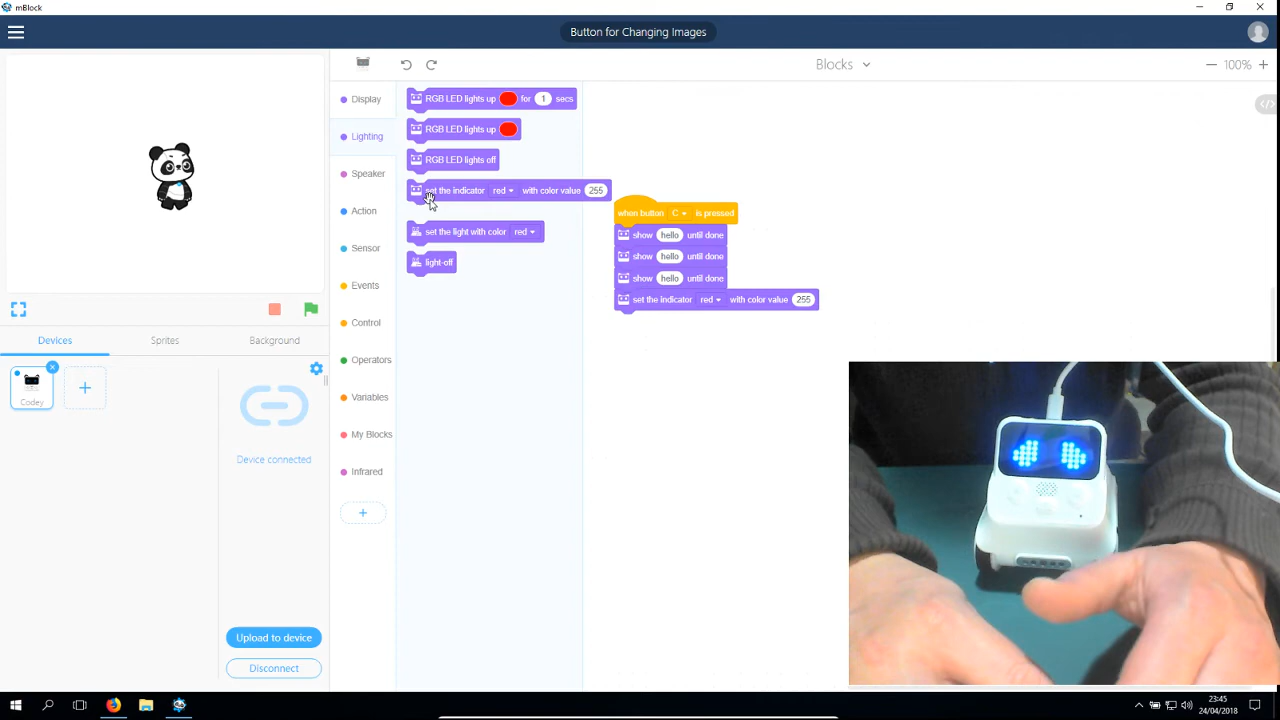 mBlock
Button for Changing Images
Blocks
100%
Display
Lighting
Speaker
Action
Sensor
Events
Control
Operators
Variables
My Blocks
Infrared
RGB LED lights up for 1 secs
RGB LED lights up
RGB LED lights off
set the indicator red with color value 255
set the light with color red
light-off
when button C is pressed
show hello until done
show hello until done
show hello until done
set the indicator red with color value 255
Devices
Sprites
Background
Codey
Device connected
Upload to device
Disconnect
23:45
24/04/2018